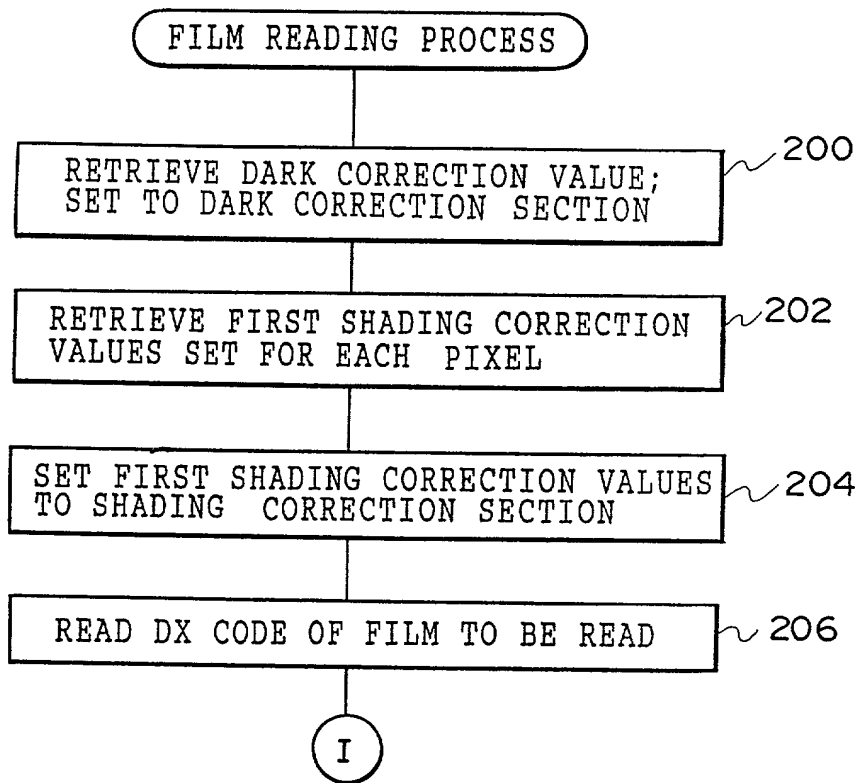 FILM READING PROCESS
RETRIEVE DARK CORRECTION VALUE;
SET TO DARK CORRECTION SECTION
200
RETRIEVE FIRST SHADING CORRECTION
VALUES SET FOR EACH PIXEL
202
SET FIRST SHADING CORRECTION VALUES
TO SHADING CORRECTION SECTION
204
READ DX CODE OF FILM TO BE READ
206
I